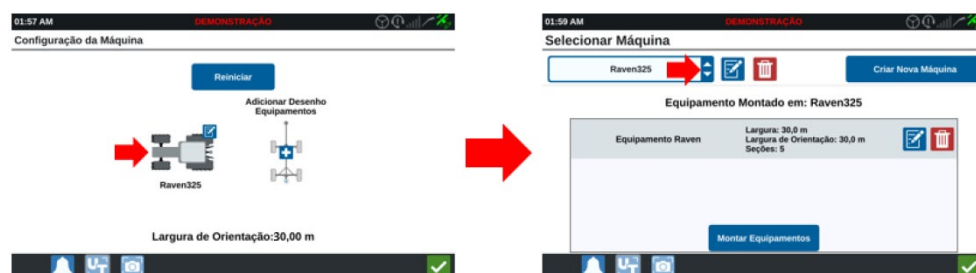 01:57 AM
DEMONSTRAÇÃO
Configuração da Máquina
Reiniciar
Adicionar Desenho
Equipamentos
Raven325
Largura de Orientação:30,00 m
UT
01:59 AM
DEMONSTRAÇÃO
Selecionar Máquina
Raven325
Criar Nova Máquina
Equipamento Montado em: Raven325
Equipamento Raven
Largura: 30,0 m
Largura de Orientação: 30,0 m
Seções: 5
Montar Equipamentos
UT